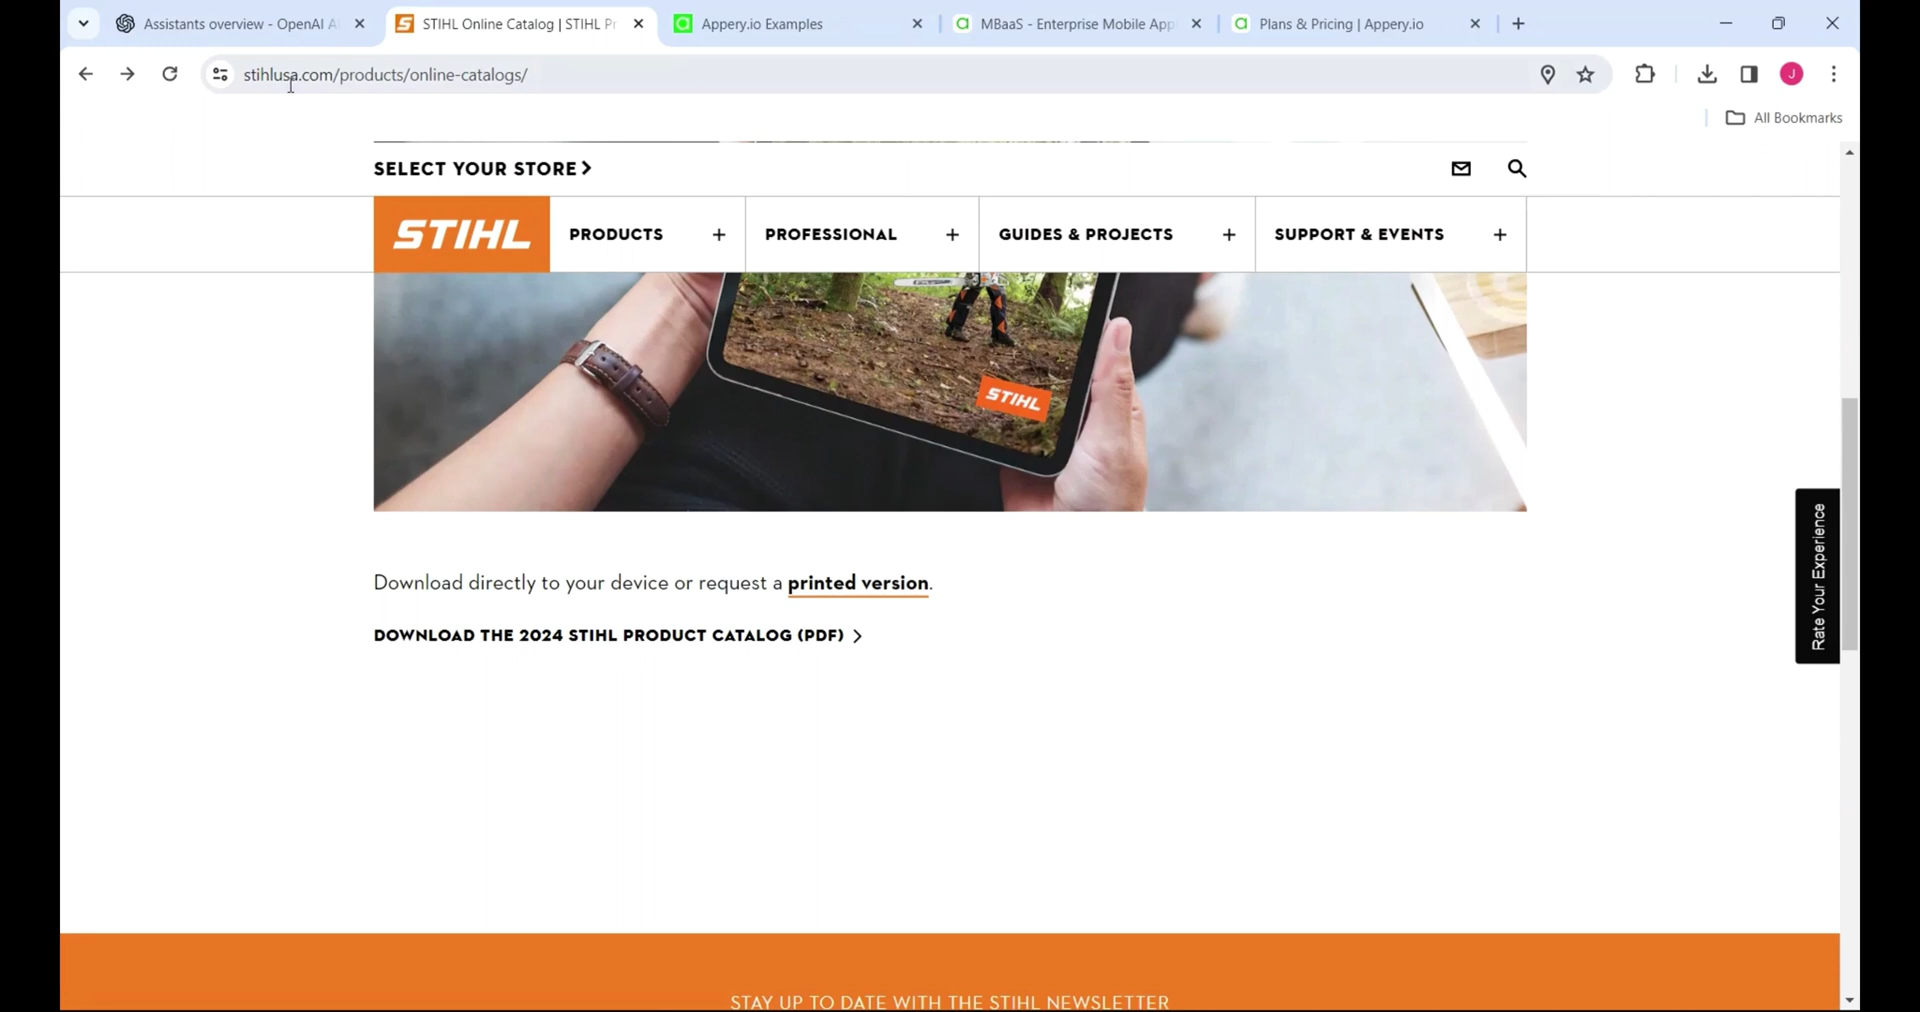 Assistants overview - OpenAI A
STIHL Online Catalog | STIHL Pr
Appery.io Examples
MBaaS - Enterprise Mobile App
Plans & Pricing | Appery.io
stihlusa.com/products/online-catalogs/
J
All Bookmarks
SELECT YOUR STORE
STIHL
PRODUCTS +
PROFESSIONAL +
GUIDES & PROJECTS +
SUPPORT & EVENTS +
STIHL
Rate Your Experience
Download directly to your device or request a printed version.
DOWNLOAD THE 2024 STIHL PRODUCT CATALOG (PDF) >
STAY UP TO DATE WITH THE STIHL NEWSLETTER